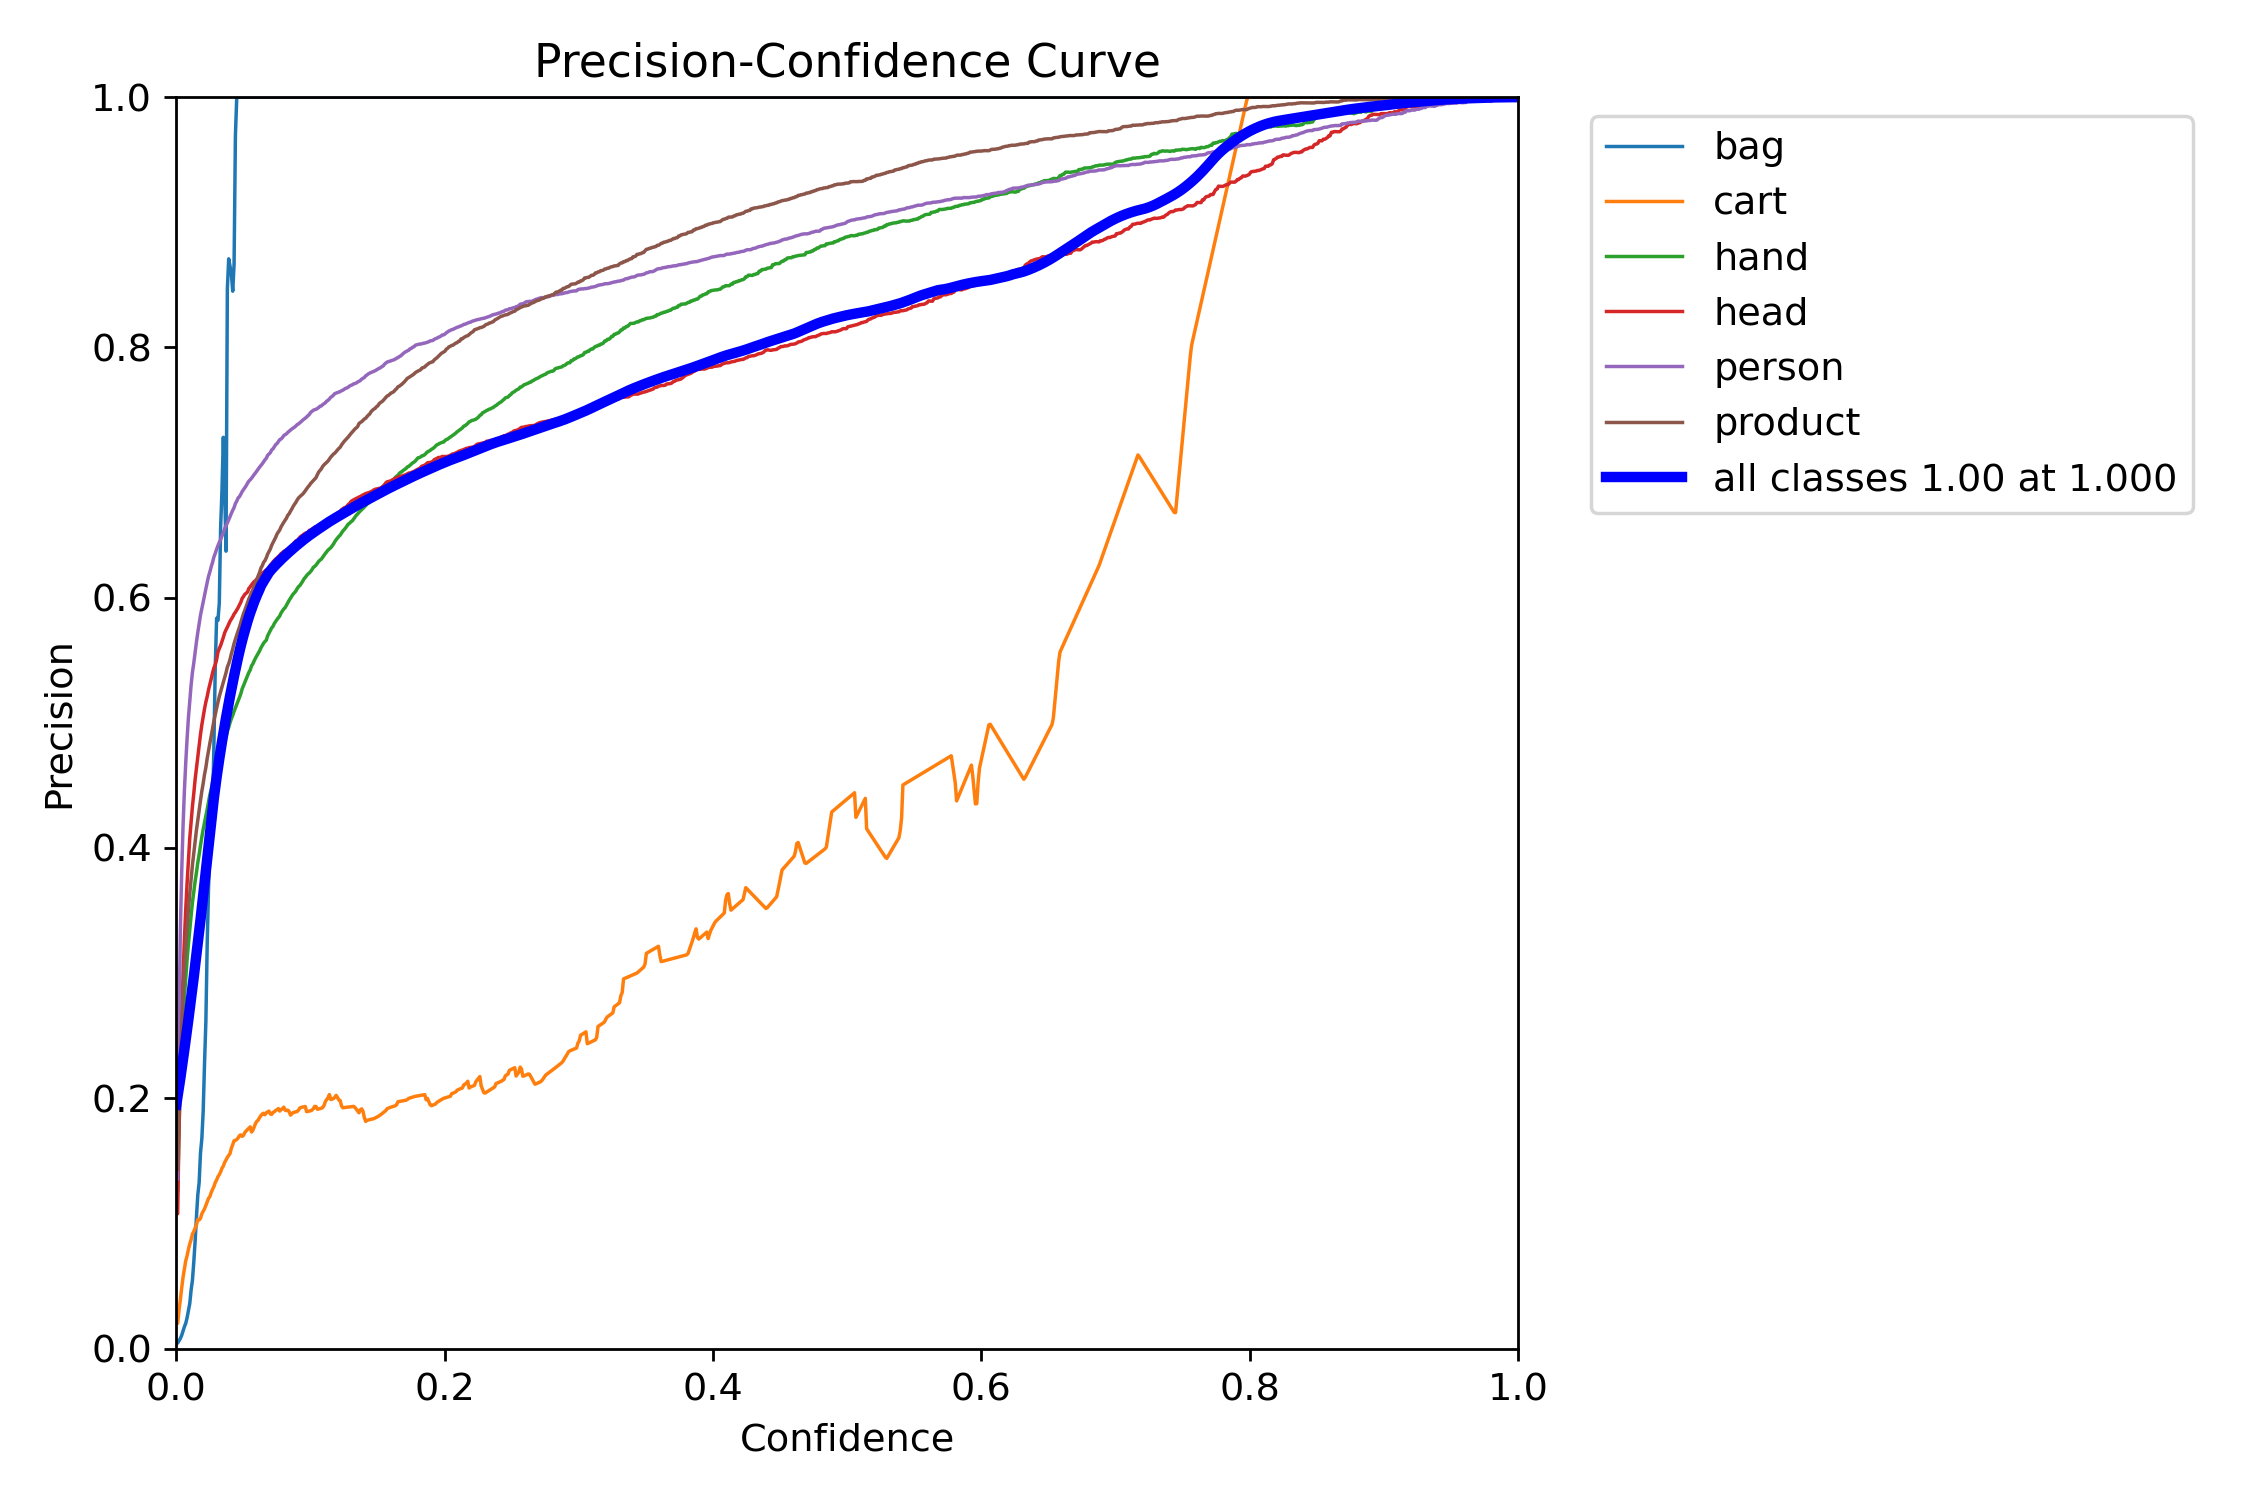 Precision-Confidence Curve
1.0
0.8
0.6
0.4
0.2
0.0
Precision
0.0 0.2 0.4 0.6 0.8 1.0
Confidence
bag
cart
hand
head
person
product
all classes 1.00 at 1.000